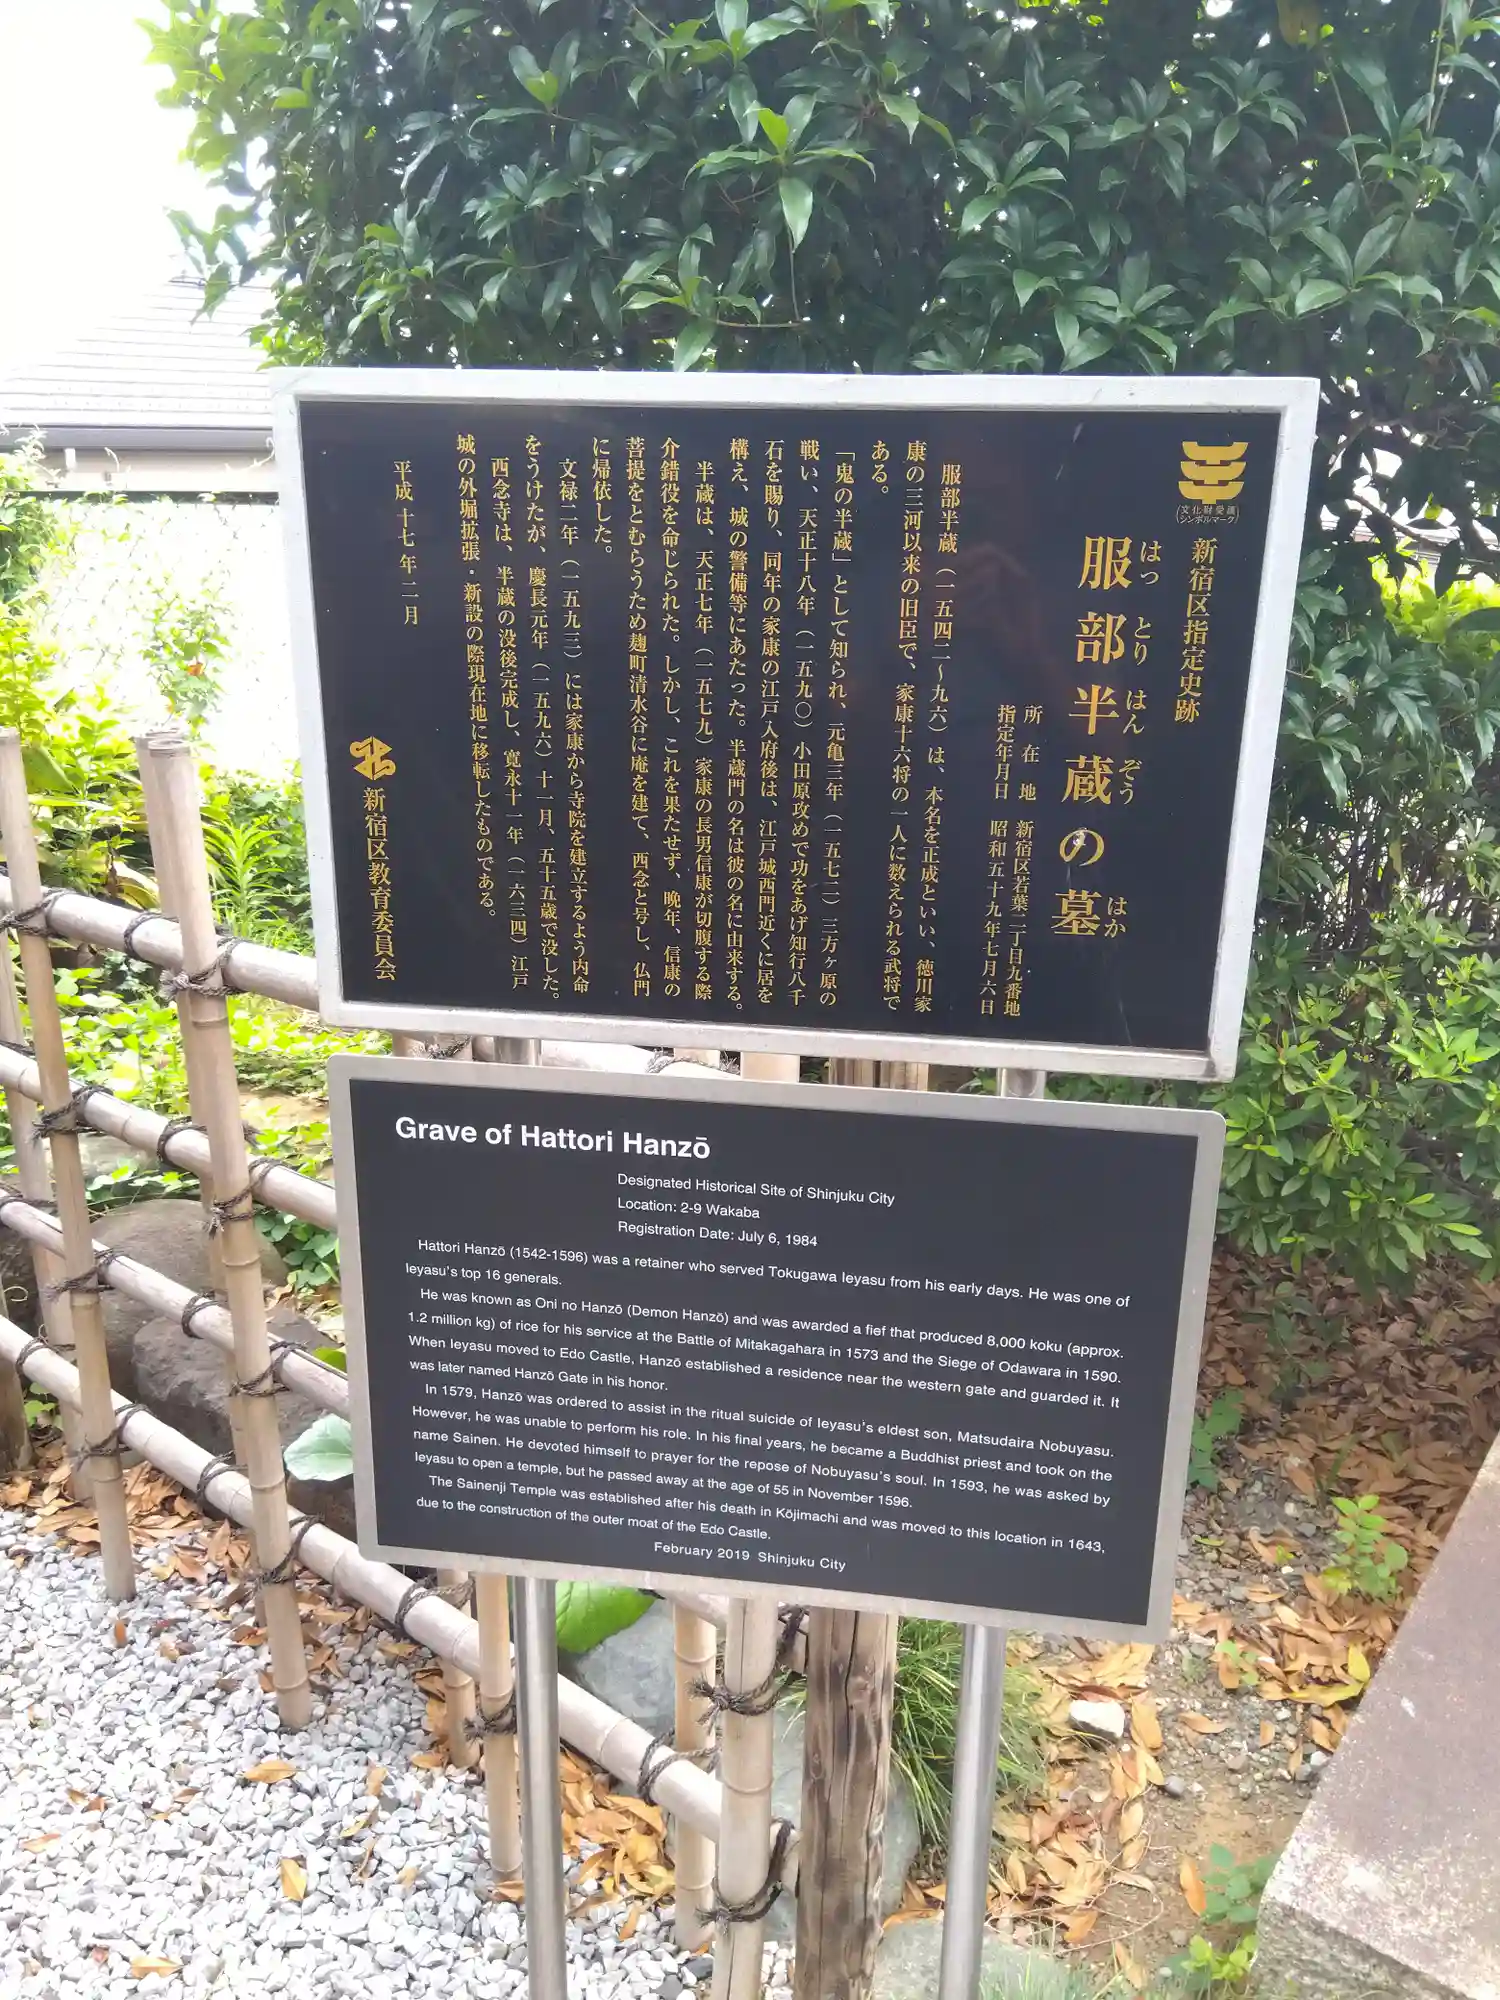 文化財愛護
シンボルマーク
新宿区指定史跡
はっ とり はん ぞう はか
服部半蔵の墓
所在地 新宿区若葉二丁目九番地
指定年月日 昭和五十九年七月六日
服部半蔵（一五四二～九六）は、本名を正成といい、徳川家
康の三河以来の旧臣で、家康十六将の一人に数えられる武将で
ある。
「鬼の半蔵」として知られ、元亀三年（一五七二）三方ヶ原の
戦い、天正十八年（一五九〇）小田原攻めで功をあげ知行八千
石を賜り、同年の家康の江戸入府後は、江戸城西門近くに居を
構え、城の警備等にあたった。半蔵門の名は彼の名に由来する。
半蔵は、天正七年（一五七九）家康の長男信康が切腹する際
介錯役を命じられた。しかし、これを果たせず、晩年、信康の
菩提をとむらうため麹町清水谷に庵を建て、西念と号し、仏門
に帰依した。
文禄二年（一五九三）には家康から寺院を建立するよう内命
をうけたが、慶長元年（一五九六）十一月、五十五歳で没した。
西念寺は、半蔵の没後完成し、寛永十一年（一六三四）江戸
城の外堀拡張・新設の際現在地に移転したものである。
平成十七年二月
新宿区教育委員会
Grave of Hattori Hanzō
Designated Historical Site of Shinjuku City
Location: 2-9 Wakaba
Registration Date: July 6, 1984
Hattori Hanzō (1542-1596) was a retainer who served Tokugawa Ieyasu from his early days. He was one of
Ieyasu's top 16 generals.
He was known as Oni no Hanzō (Demon Hanzō) and was awarded a fief that produced 8,000 koku (approx.
1.2 million kg) of rice for his service at the Battle of Mitakagahara in 1573 and the Siege of Odawara in 1590.
When Ieyasu moved to Edo Castle, Hanzō established a residence near the western gate and guarded it. It
was later named Hanzō Gate in his honor.
In 1579, Hanzō was ordered to assist in the ritual suicide of Ieyasu's eldest son, Matsudaira Nobuyasu.
However, he was unable to perform his role. In his final years, he became a Buddhist priest and took on the
name Sainen. He devoted himself to prayer for the repose of Nobuyasu's soul. In 1593, he was asked by
Ieyasu to open a temple, but he passed away at the age of 55 in November 1596.
The Sainenji Temple was established after his death in Kōjimachi and was moved to this location in 1643,
due to the construction of the outer moat of the Edo Castle.
February 2019 Shinjuku City